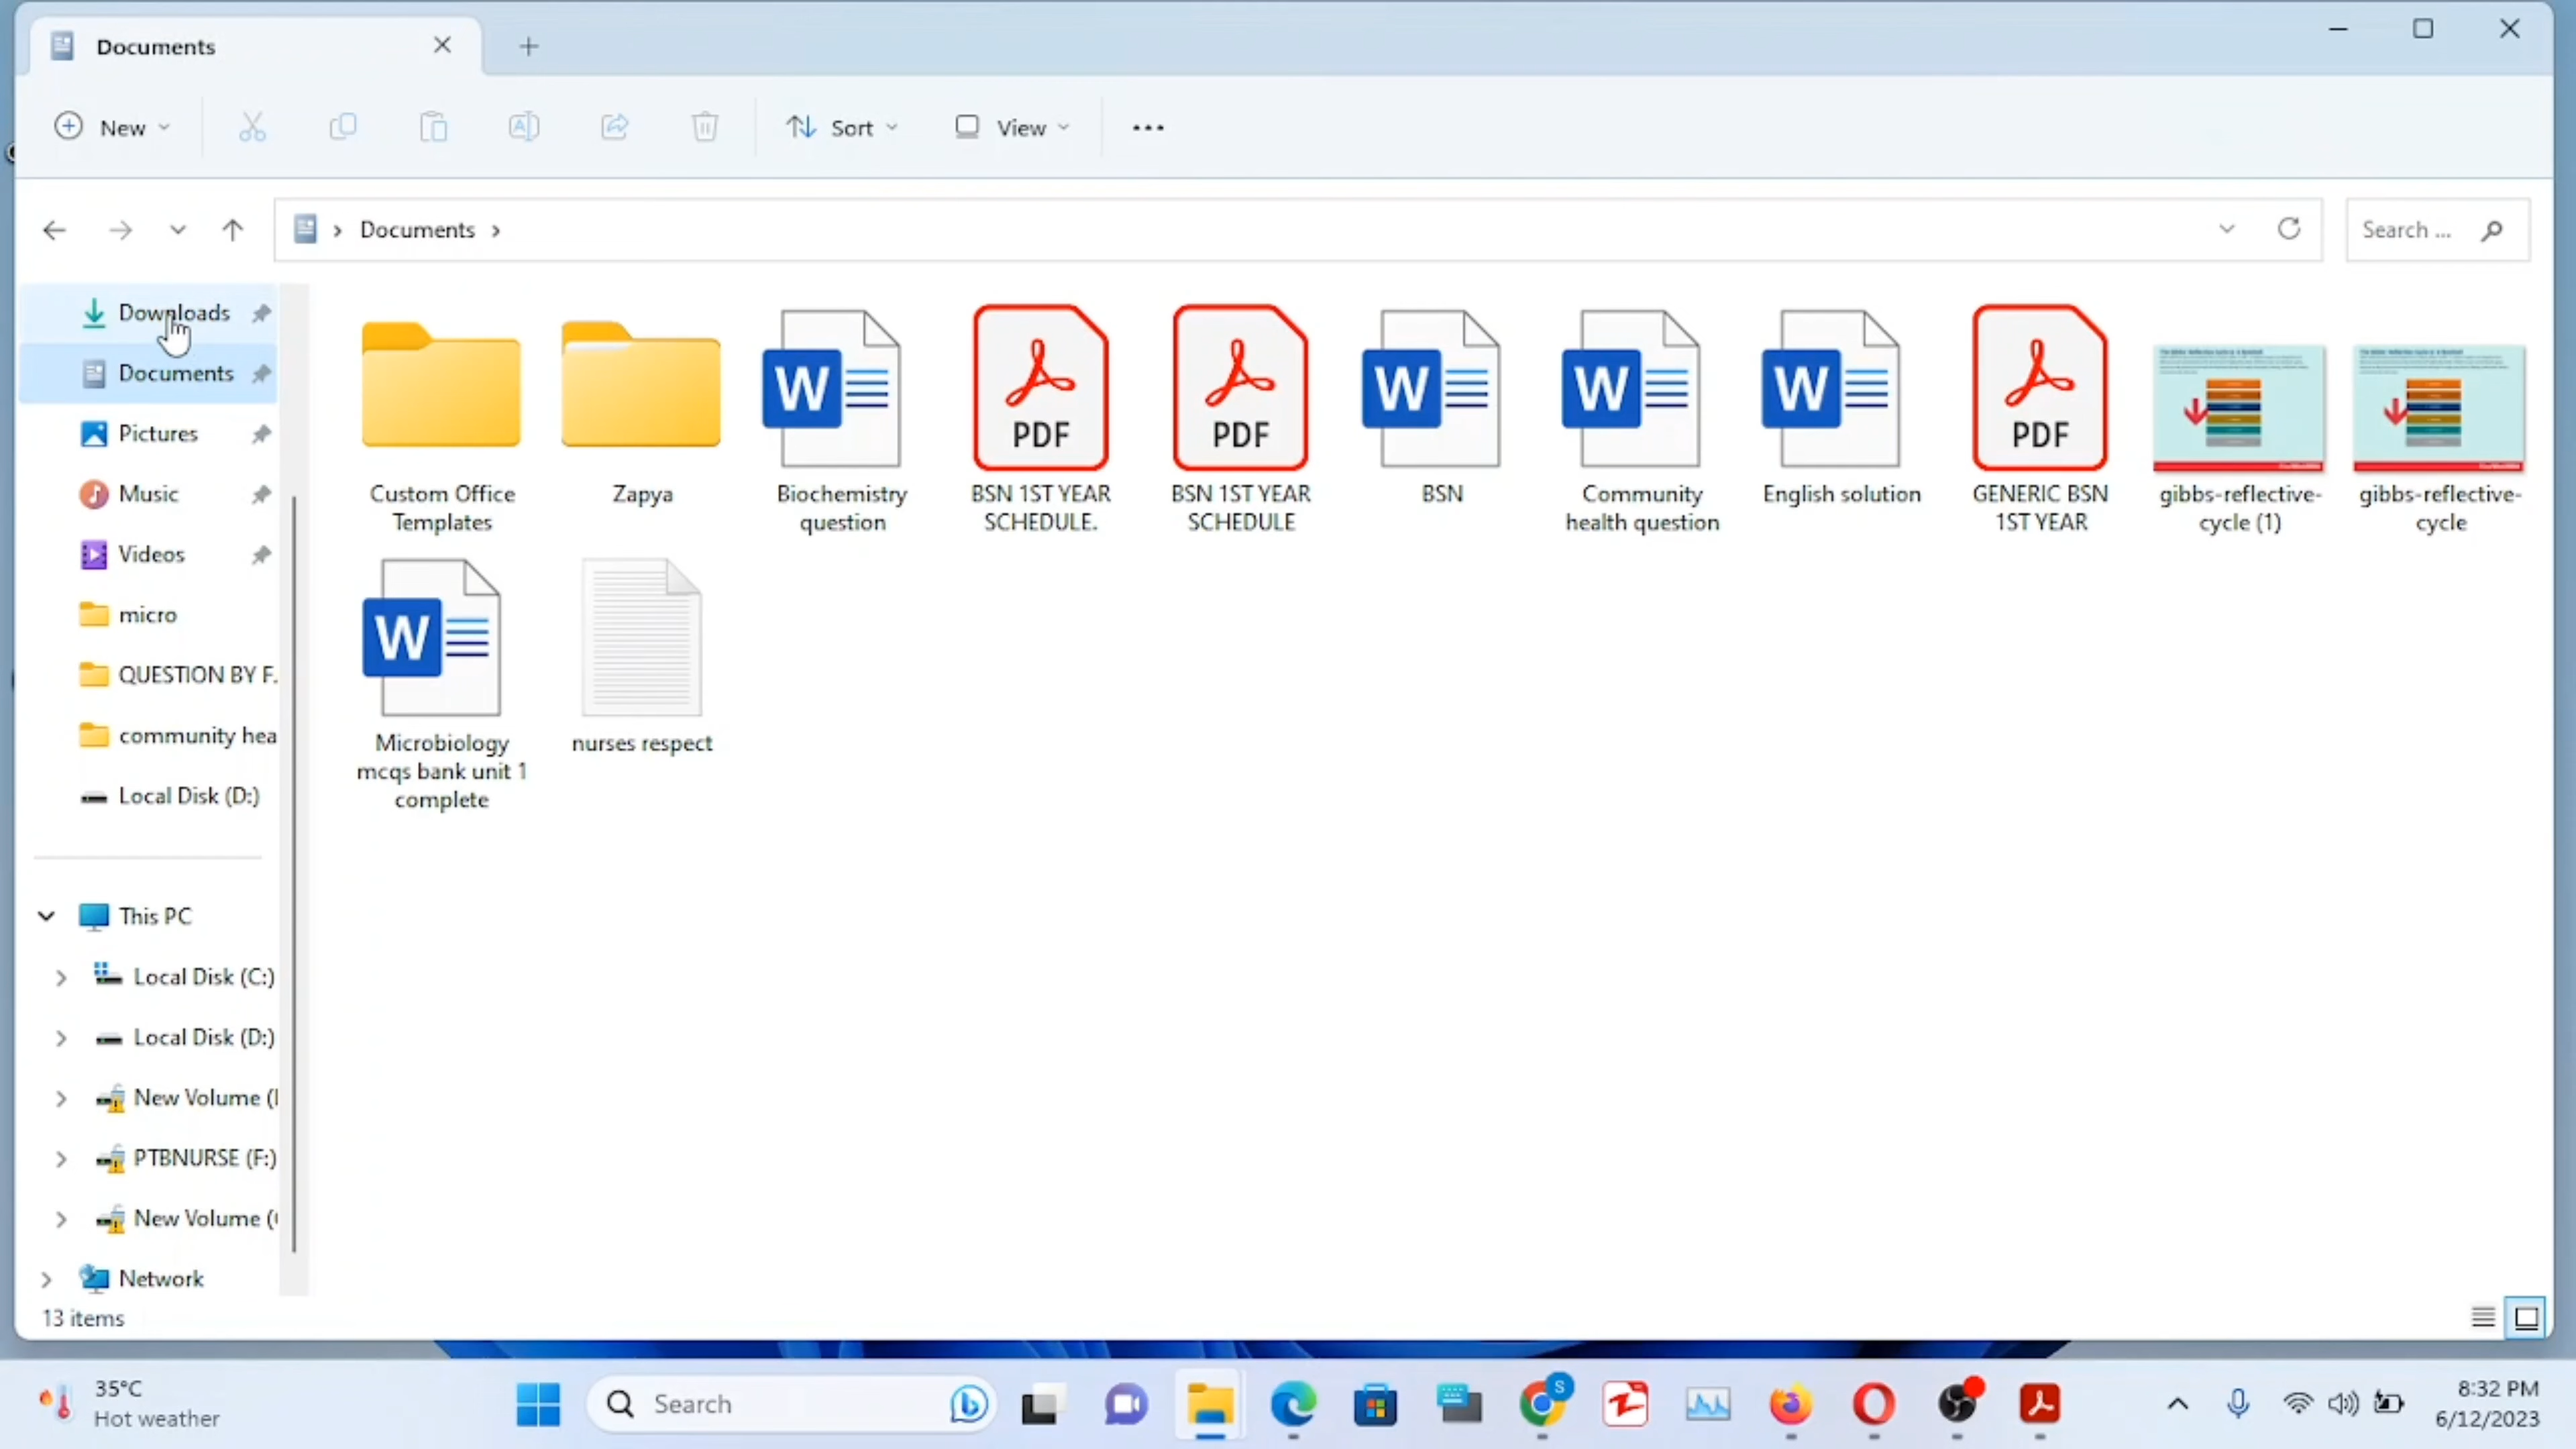 Documents
New
Sort
View
Documents
Search ...
Downloads
Documents
Pictures
Music
Videos
micro
QUESTION BY F.
community hea
Local Disk (D:)
This PC
Local Disk (C:)
Local Disk (D:)
New Volume (
PTBNURSE (F:)
New Volume (
Network
13 items
Custom Office
Templates
Zapya
Biochemistry
question
PDF
BSN 1ST YEAR
SCHEDULE.
PDF
BSN 1ST YEAR
SCHEDULE
BSN
Community
health question
English solution
PDF
GENERIC BSN
1ST YEAR
gibbs-reflective-
cycle (1)
gibbs-reflective-
cycle
Microbiology
mcqs bank unit 1
complete
nurses respect
35°C
Hot weather
Search
S
8:32 PM
6/12/2023